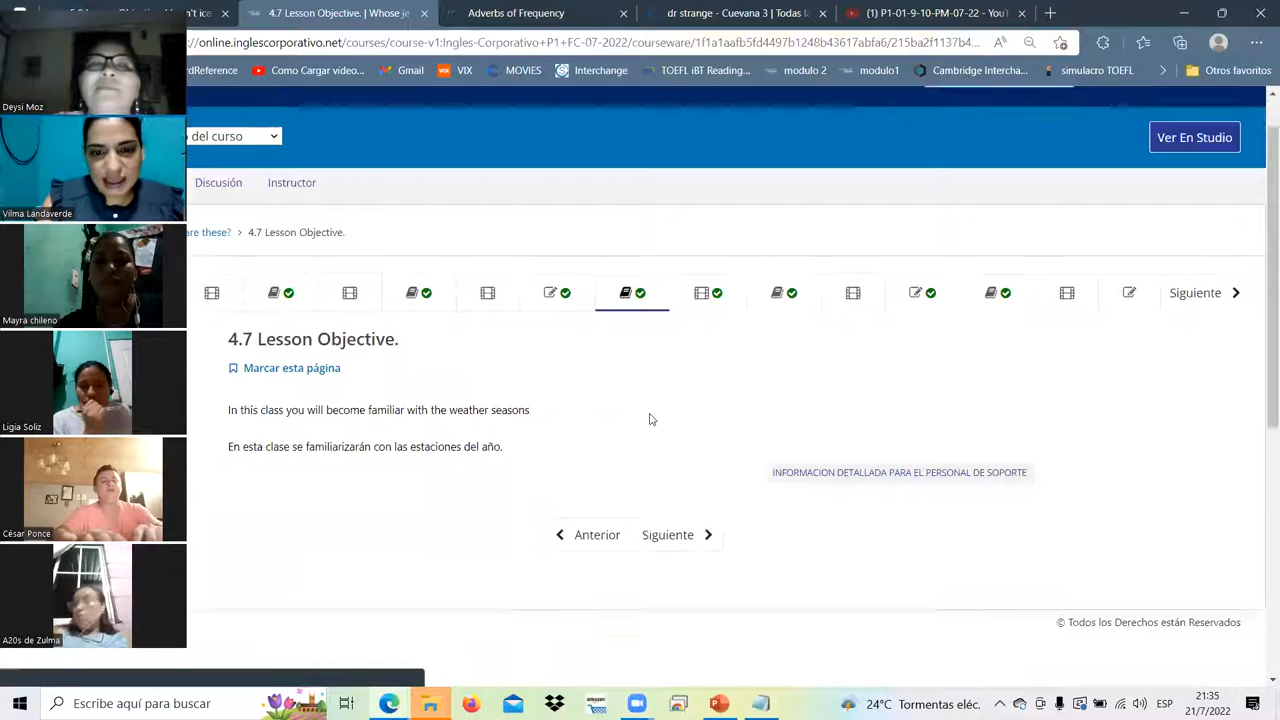 4.7 Lesson Objective. | Whose je
Adverbs of Frequency
dr strange - Cuevana 3 | Todas l
(1) P1-01-9-10-PM-07-22 - YouT
//online.inglescorporativo.net/courses/course-v1:Ingles-Corporativo+P1+FC-07-2022/courseware/1f1a1aafb5fd4497b1248b43617abfa6/215ba2f1137b4...
rdReference
Como Cargar video...
Gmail
VIX
MOVIES
Interchange
TOEFL iBT Reading...
modulo 2
modulo1
Cambridge Intercha...
simulacro TOEFL
Otros favoritos
Deysi Moz
del curso
Ver En Studio
Discusión
Instructor
Vilma Landaverde
are these? > 4.7 Lesson Objective.
Siguiente
Mayra chileno
4.7 Lesson Objective.
Marcar esta página
In this class you will become familiar with the weather seasons
Ligia Soliz
En esta clase se familiarizarán con las estaciones del año.
INFORMACION DETALLADA PARA EL PERSONAL DE SOPORTE
César Ponce
Anterior
Siguiente
© Todos los Derechos están Reservados
A20s de Zulma
Escribe aquí para buscar
24°C Tormentas eléc.
ESP
21:35
21/7/2022